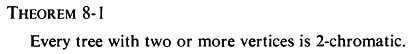 THEOREM 8-1
Every tree with two or more vertices is 2-chromatic.